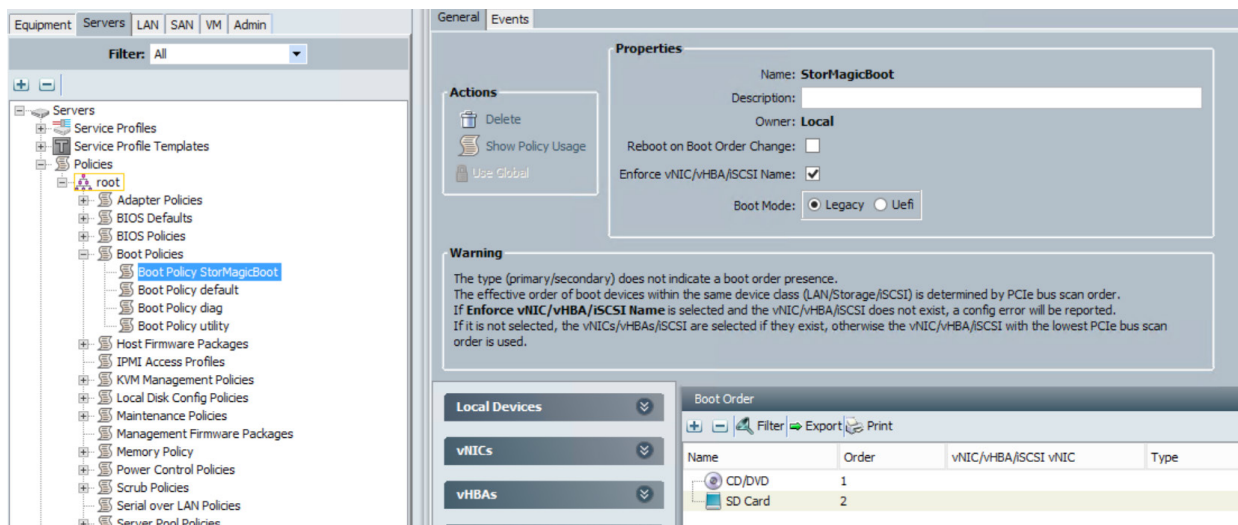 Equipment Servers LAN SAN VM Admin
Filter: All
Servers
Service Profiles
Service Profile Templates
Policies
root
Adapter Policies
BIOS Defaults
BIOS Policies
Boot Policies
Boot Policy StorMagicBoot
Boot Policy default
Boot Policy diag
Boot Policy utility
Host Firmware Packages
IPMI Access Profiles
KVM Management Policies
Local Disk Config Policies
Maintenance Policies
Management Firmware Packages
Memory Policy
Power Control Policies
Scrub Policies
Serial over LAN Policies
Server Pool Policies
General Events
Actions
Delete
Show Policy Usage
Use Global
Properties
Name: StorMagicBoot
Description:
Owner: Local
Reboot on Boot Order Change:
Enforce vNIC/vHBA/iSCSI Name:
Boot Mode: Legacy Uefi
Warning
The type (primary/secondary) does not indicate a boot order presence.
The effective order of boot devices within the same device class (LAN/Storage/iSCSI) is determined by PCIe bus scan order.
If Enforce vNIC/vHBA/iSCSI Name is selected and the vNIC/vHBA/iSCSI does not exist, a config error will be reported.
If it is not selected, the vNICs/vHBAs/iSCSI are selected if they exist, otherwise the vNIC/vHBA/iSCSI with the lowest PCIe bus scan
order is used.
Local Devices
vNICs
vHBAs
Boot Order
Filter Export Print
Name Order vNIC/vHBA/iSCSI vNIC Type
CD/DVD 1
SD Card 2